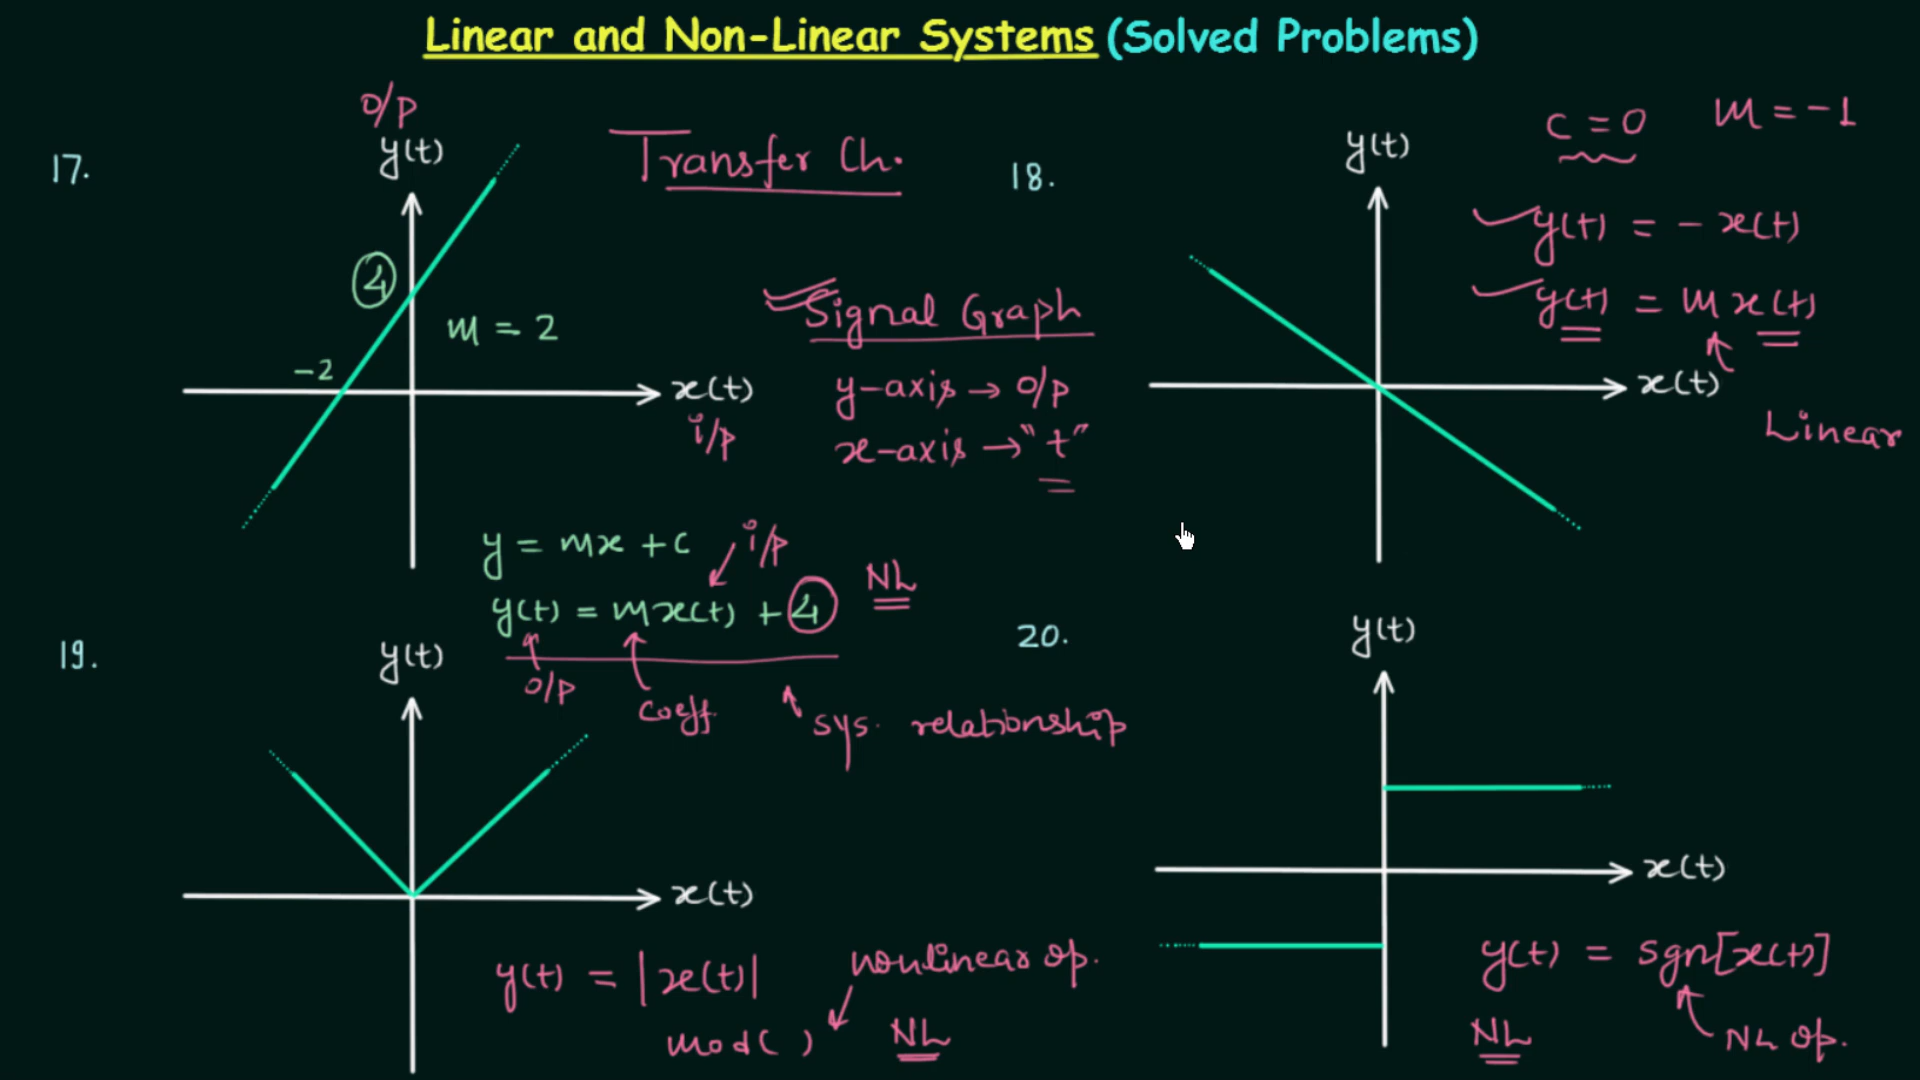 Linear and Non-Linear Systems (Solved Problems)
17.
O/P
y(t)
4
m = 2
-2
x(t)
i/p
Transfer Ch.
Signal Graph
y-axis → O/P
x-axis → "t"
y = mx + c
i/p
y(t) = mx(t) + 4
NL
O/P
coeff.
sys. relationship
18.
y(t)
c = 0
m = -1
y(t) = - x(t)
y(t) = m x(t)
x(t)
Linear
19.
y(t)
x(t)
y(t) = |x(t)|
nonlinear op.
mod( )
NL
20.
y(t)
x(t)
y(t) = sgn[x(t)]
NL
NL op.